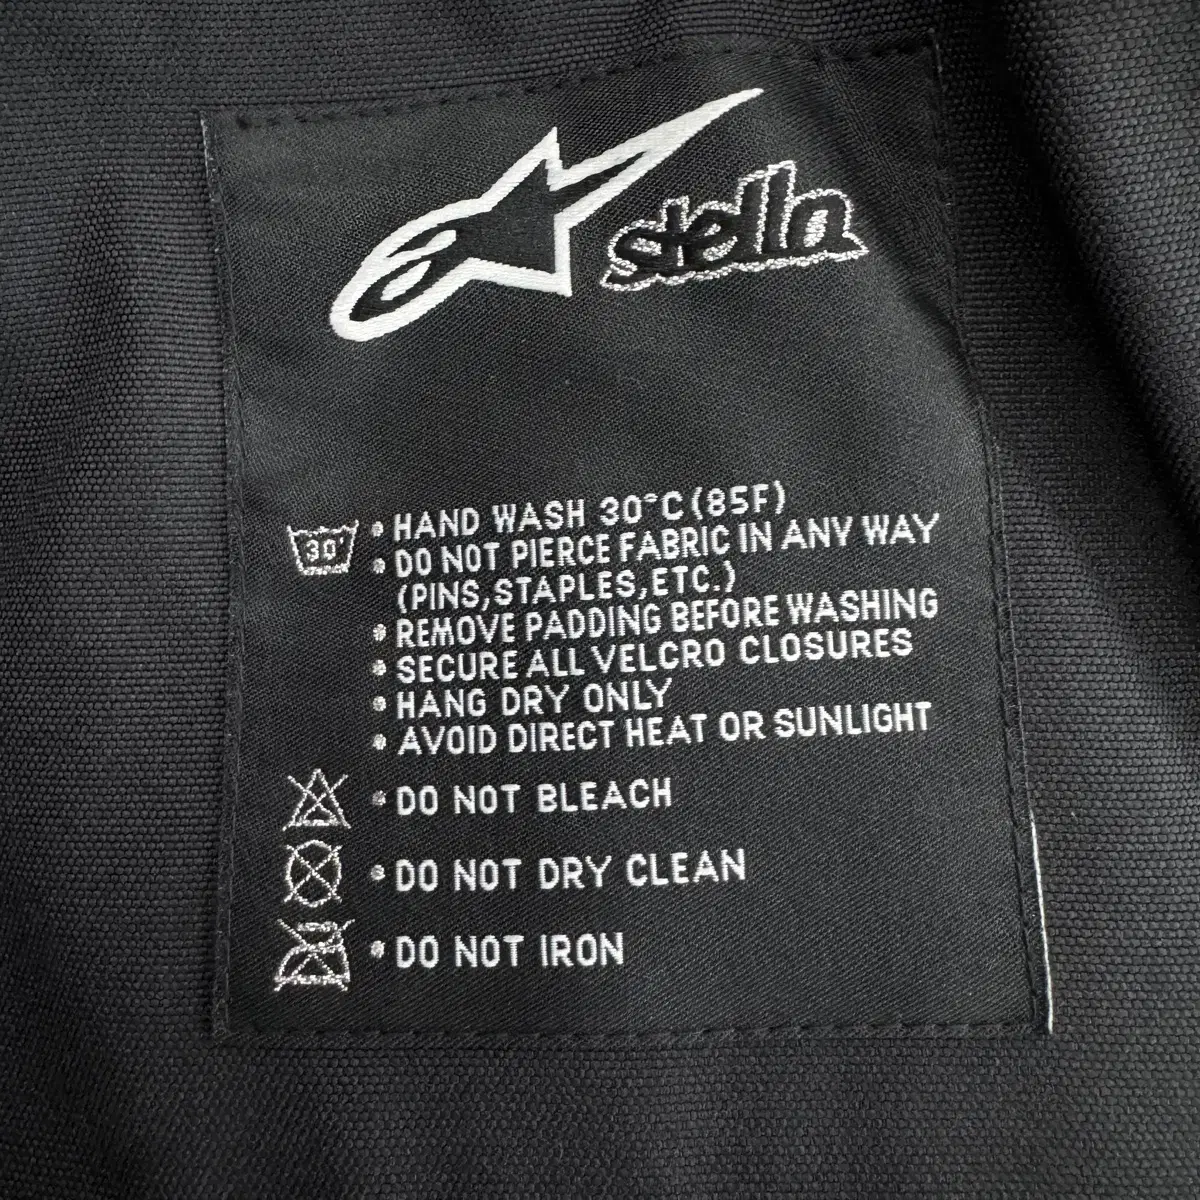 stella
30°
• HAND WASH 30°C (85F)
• DO NOT PIERCE FABRIC IN ANY WAY
(PINS, STAPLES, ETC.)
• REMOVE PADDING BEFORE WASHING
• SECURE ALL VELCRO CLOSURES
• HANG DRY ONLY
• AVOID DIRECT HEAT OR SUNLIGHT
• DO NOT BLEACH
• DO NOT DRY CLEAN
• DO NOT IRON